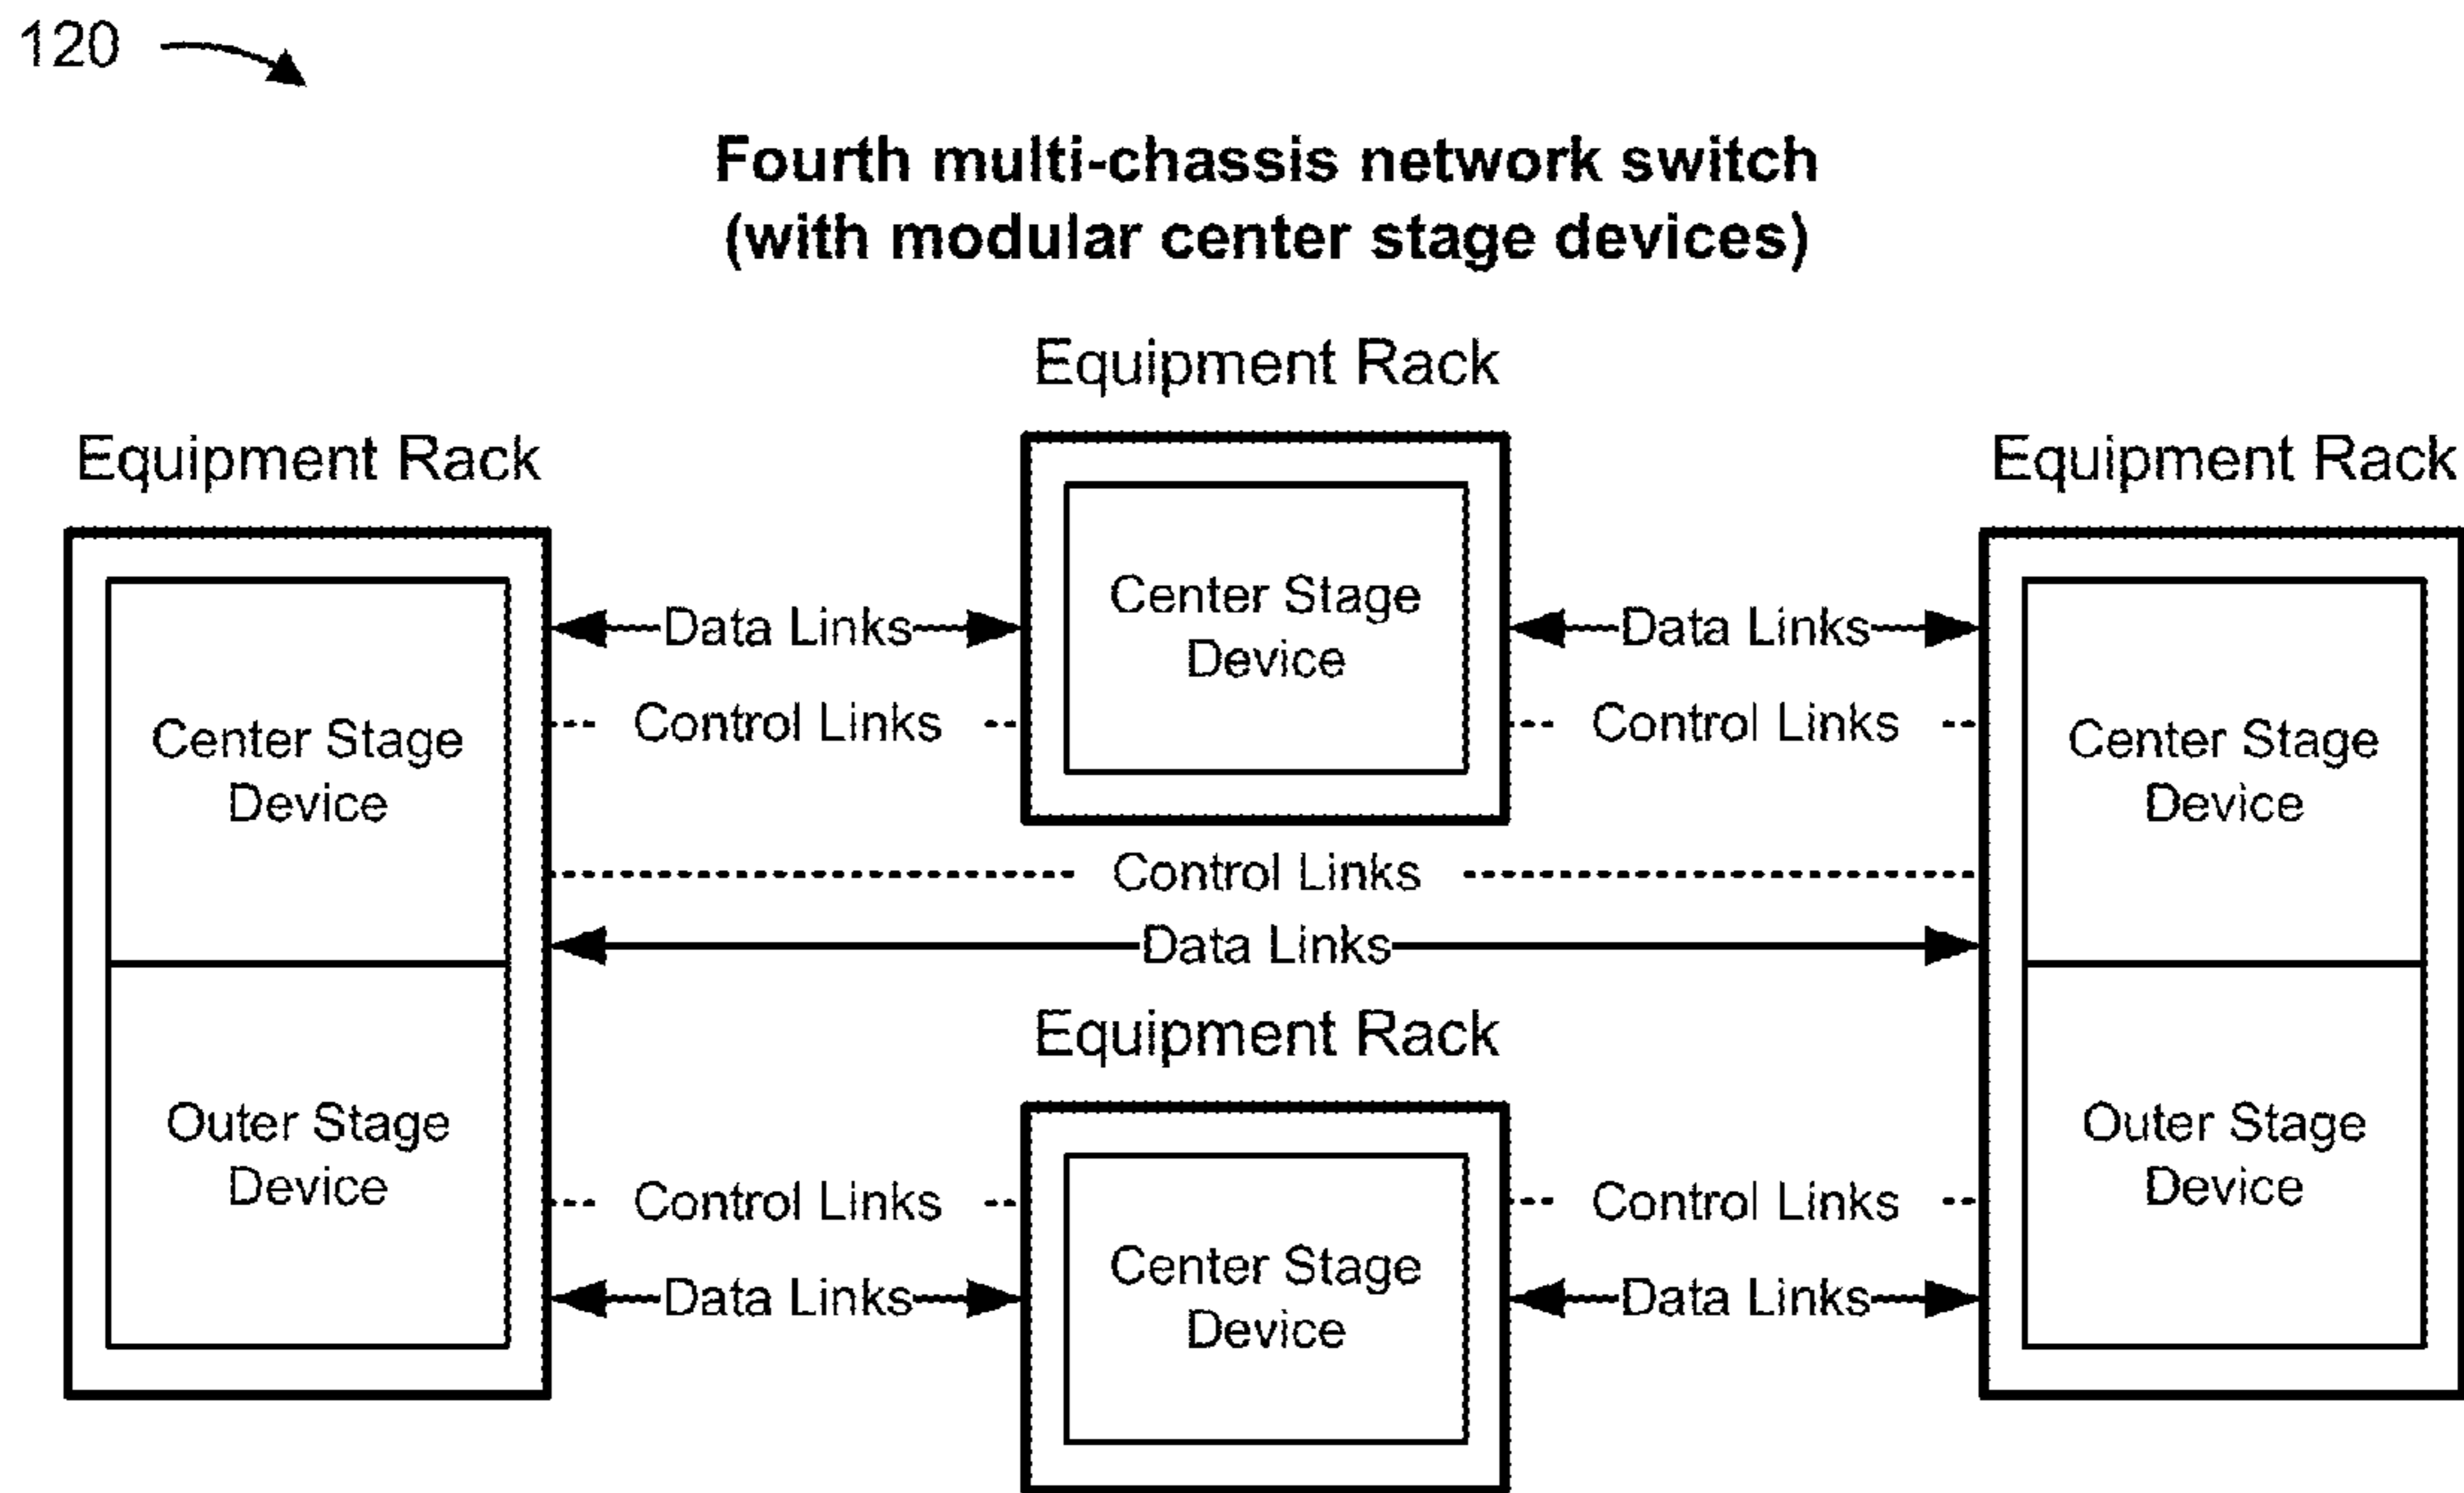 120
Fourth multi-chassis network switch
(with modular center stage devices)
Equipment Rack
Equipment Rack
Equipment Rack
Center Stage
Device
Data Links
Data Links
Control Links
Control Links
Center Stage
Device
Center Stage
Device
Control Links
Data Links
Equipment Rack
Outer Stage
Device
Outer Stage
Device
Control Links
Control Links
Center Stage
Device
Data Links
Data Links